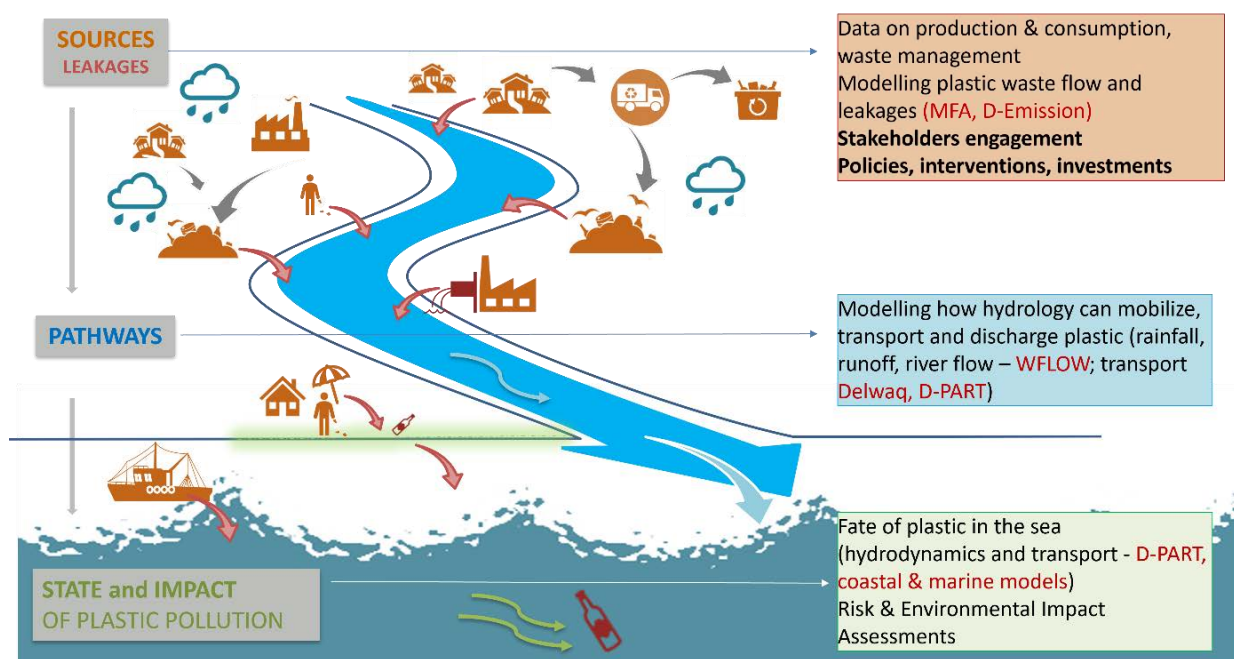 SOURCES
LEAKAGES
Data on production & consumption,
waste management
Modelling plastic waste flow and
leakages (MFA, D-Emission)
Stakeholders engagement
Policies, interventions, investments
PATHWAYS
Modelling how hydrology can mobilize,
transport and discharge plastic (rainfall,
runoff, river flow – WFLOW; transport
Delwaq, D-PART)
STATE and IMPACT
OF PLASTIC POLLUTION
Fate of plastic in the sea
(hydrodynamics and transport - D-PART,
coastal & marine models)
Risk & Environmental Impact
Assessments